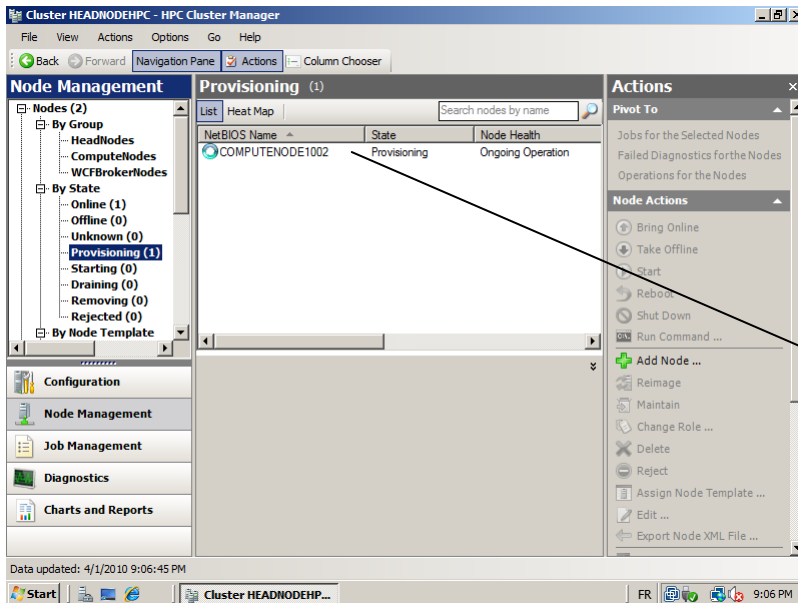 Cluster HEADNODEHPC - HPC Cluster Manager
File View Actions Options Go Help
Back Forward Navigation Pane Actions Column Chooser
Node Management
Nodes (2)
By Group
HeadNodes
ComputeNodes
WCFBrokerNodes
By State
Online (1)
Offline (0)
Unknown (0)
Provisioning (1)
Starting (0)
Draining (0)
Removing (0)
Rejected (0)
By Node Template
Configuration
Node Management
Job Management
Diagnostics
Charts and Reports
Provisioning (1)
List Heat Map Search nodes by name
NetBIOS Name State Node Health
COMPUTENODE1002 Provisioning Ongoing Operation
Actions
Pivot To
Jobs for the Selected Nodes
Failed Diagnostics for the Nodes
Operations for the Nodes
Node Actions
Bring Online
Take Offline
Start
Reboot
Shut Down
Run Command ...
Add Node ...
Reimage
Maintain
Change Role ...
Delete
Reject
Assign Node Template ...
Edit ...
Export Node XML File ...
Data updated: 4/1/2010 9:06:45 PM
Start Cluster HEADNODEHP... FR 9:06 PM